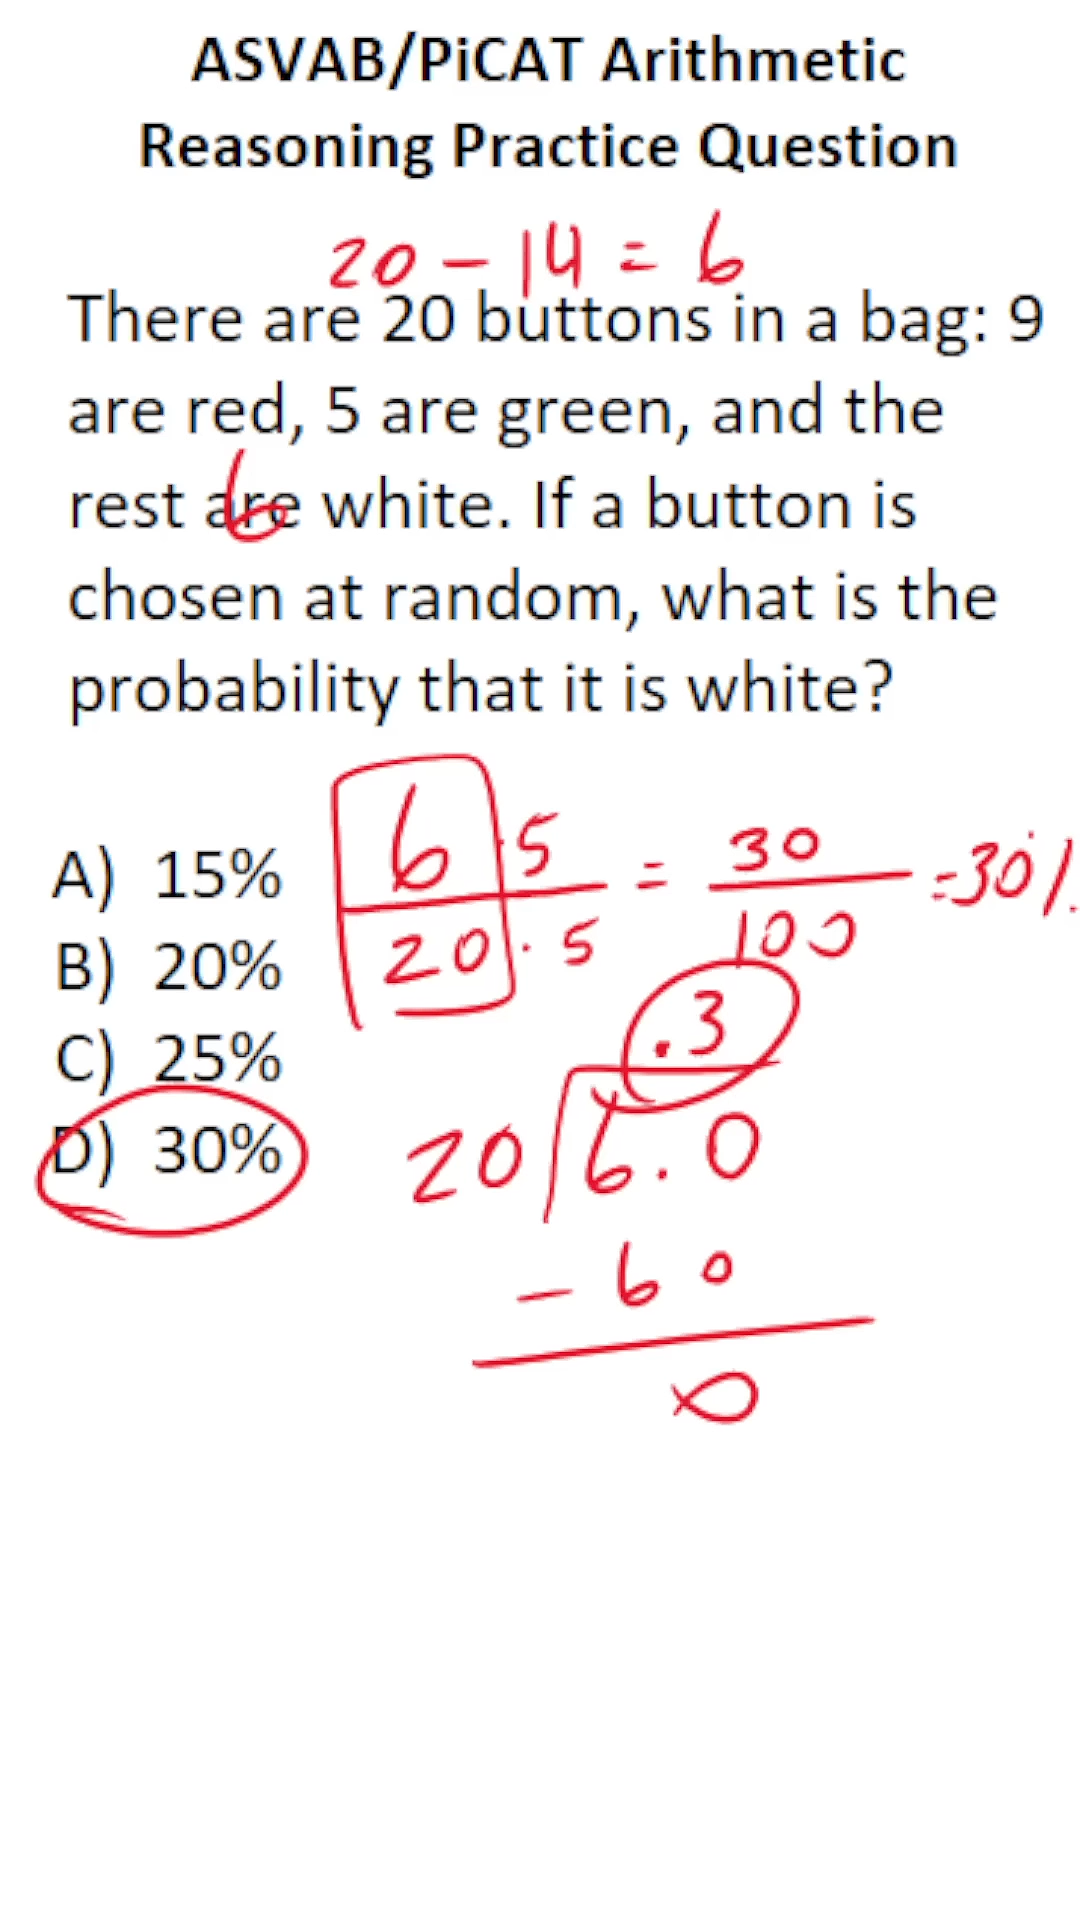 ASVAB/PiCAT Arithmetic
Reasoning Practice Question
20 - 14 = 6
There are 20 buttons in a bag: 9
are red, 5 are green, and the
rest are white. If a button is
6
chosen at random, what is the
probability that it is white?
A) 15%
B) 20%
C) 25%
D) 30%
6 · 5 = 30 = 30%
20 · 5 100
.3
20 6.0
- 60
0